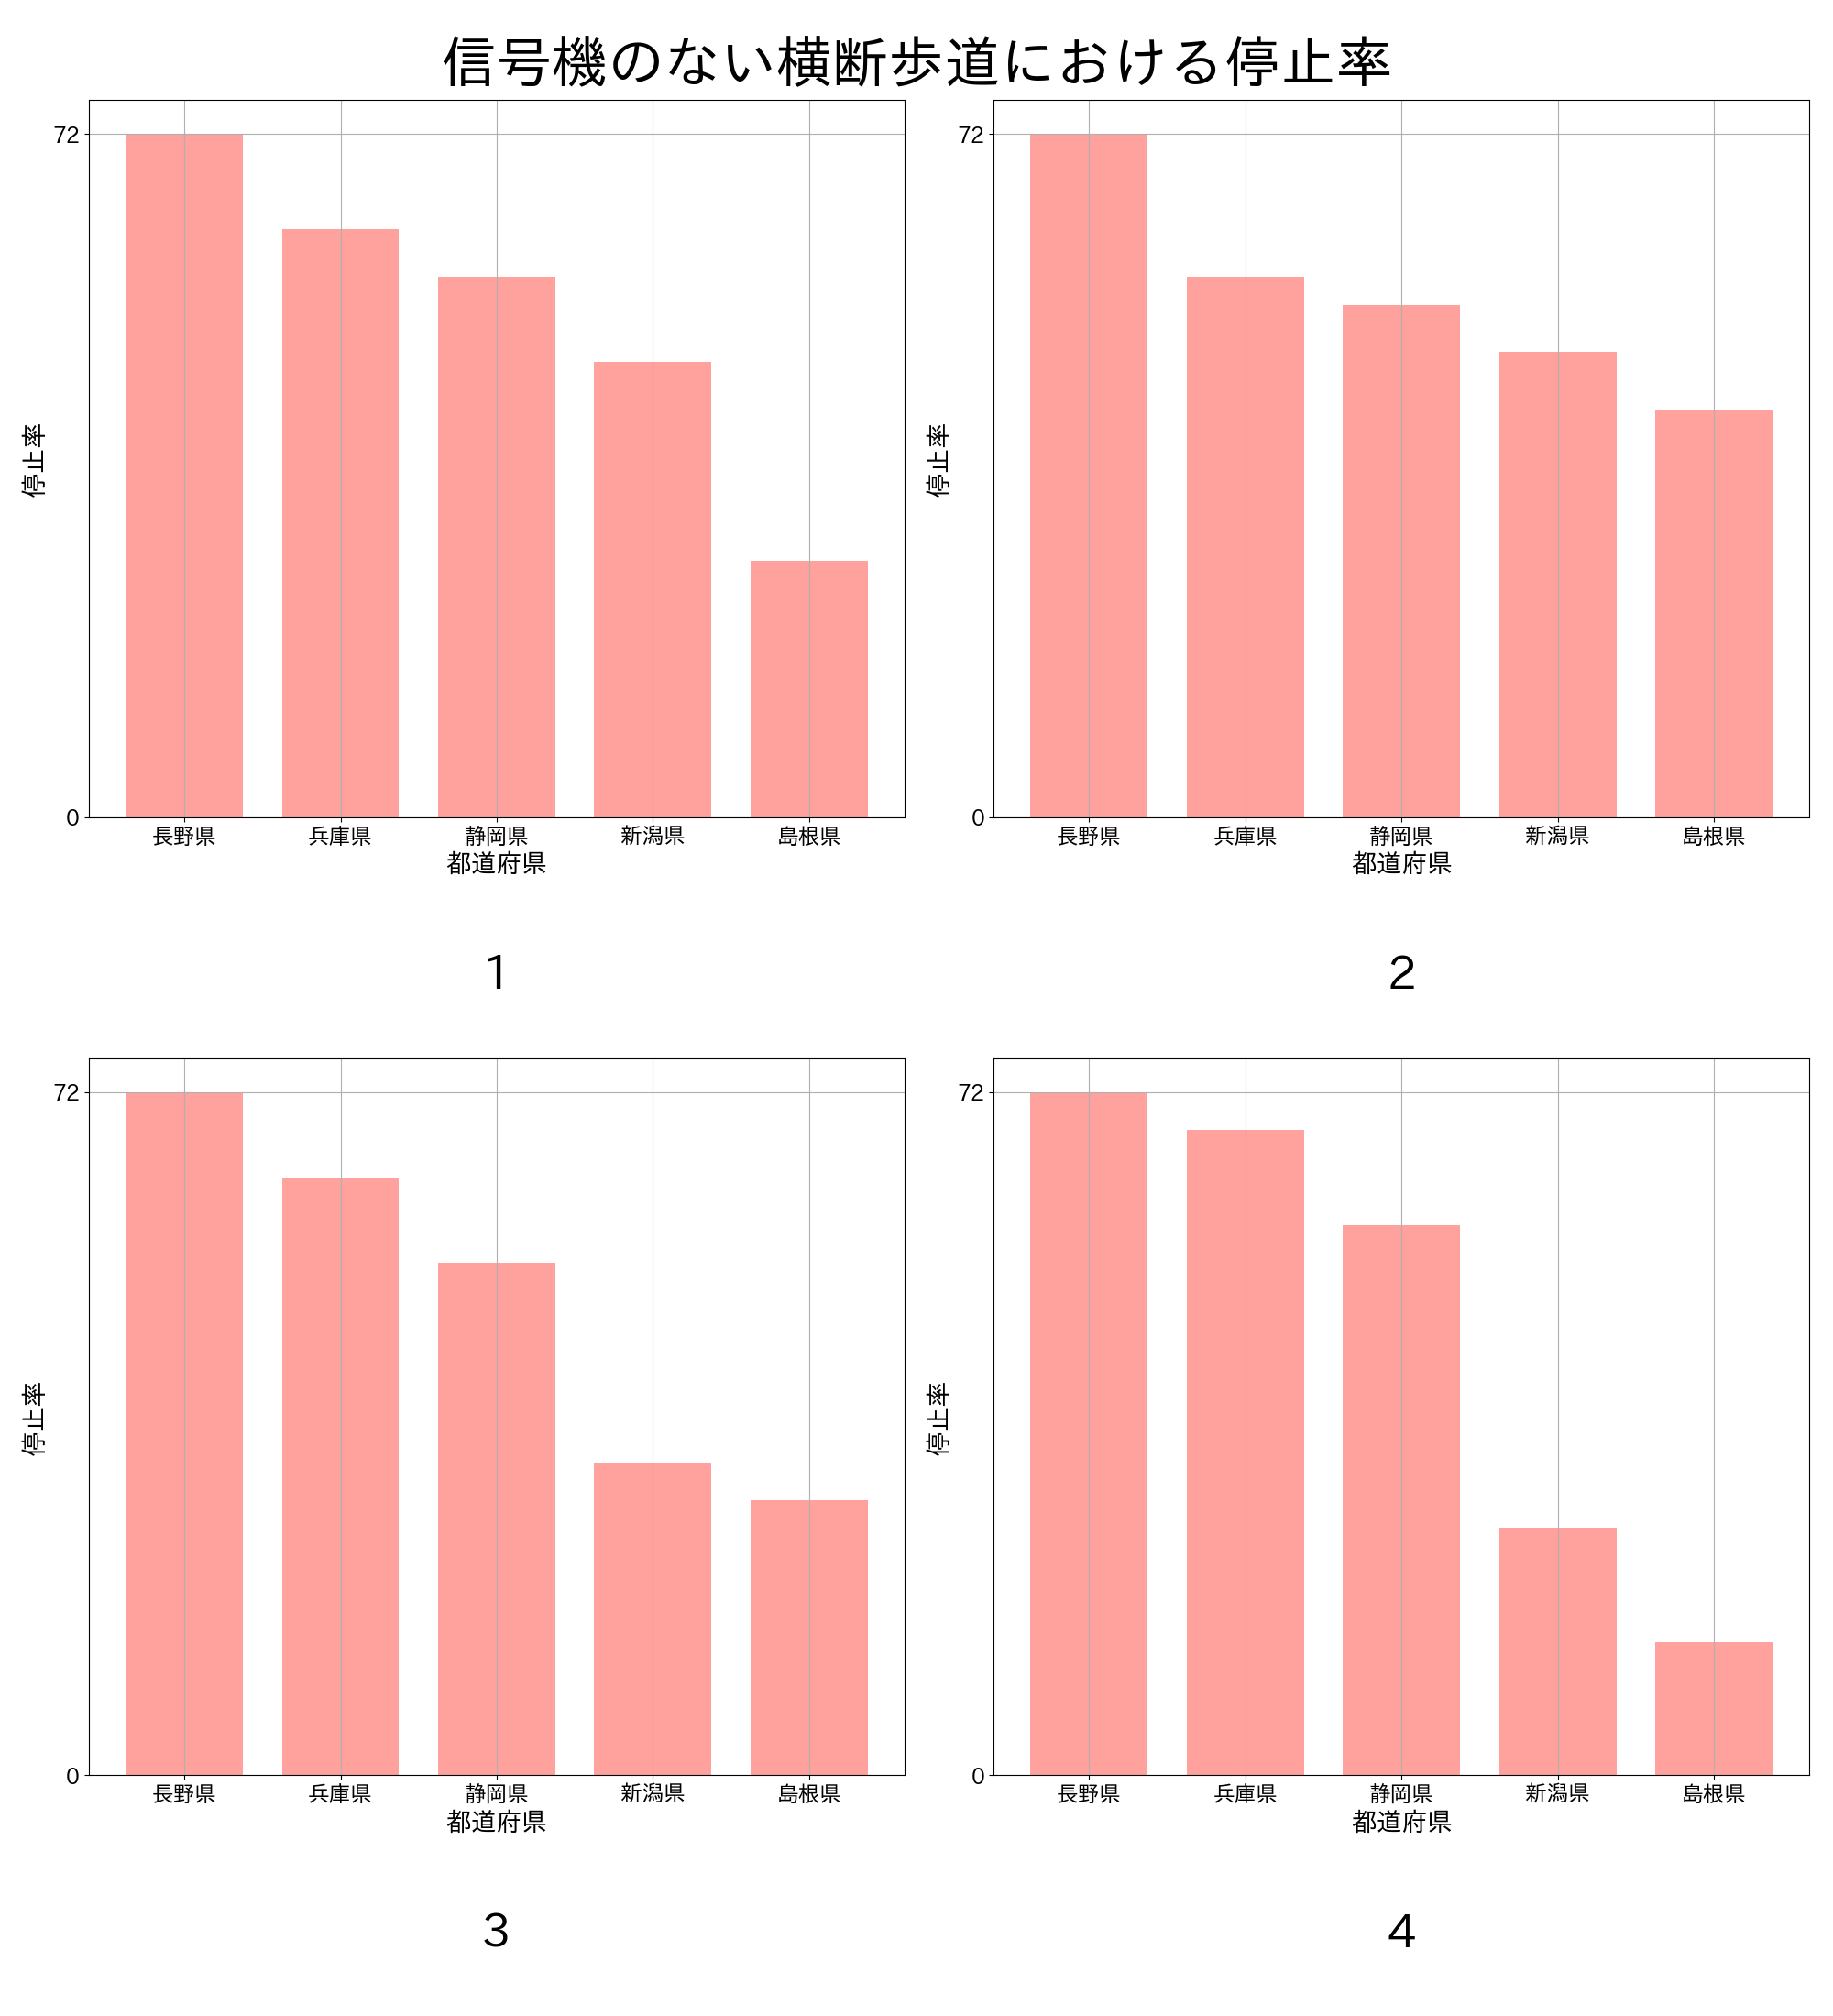 信号機のない横断歩道における停止率
72
0
停止率
長野県 兵庫県 静岡県 新潟県 島根県
都道府県
1
72
0
停止率
長野県 兵庫県 静岡県 新潟県 島根県
都道府県
2
72
0
停止率
長野県 兵庫県 静岡県 新潟県 島根県
都道府県
3
72
0
停止率
長野県 兵庫県 静岡県 新潟県 島根県
都道府県
4